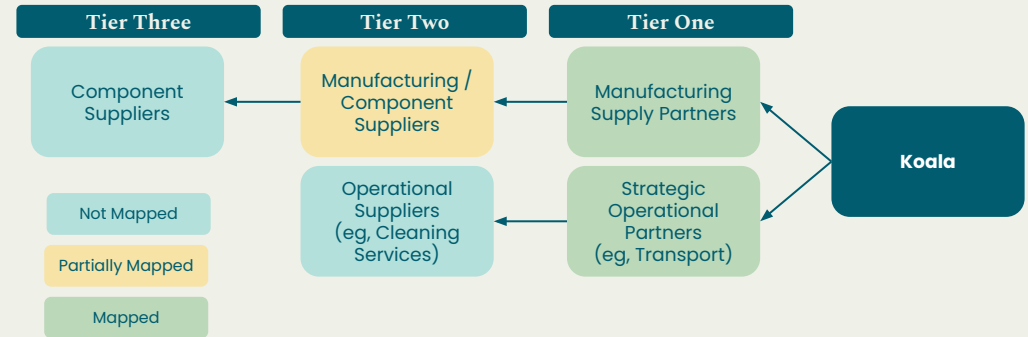 Tier Three
Tier Two
Tier One
Component
Suppliers
Manufacturing /
Component
Suppliers
Manufacturing
Supply Partners
Koala
Operational
Suppliers
(eg, Cleaning
Services)
Strategic
Operational
Partners
(eg, Transport)
Not Mapped
Partially Mapped
Mapped